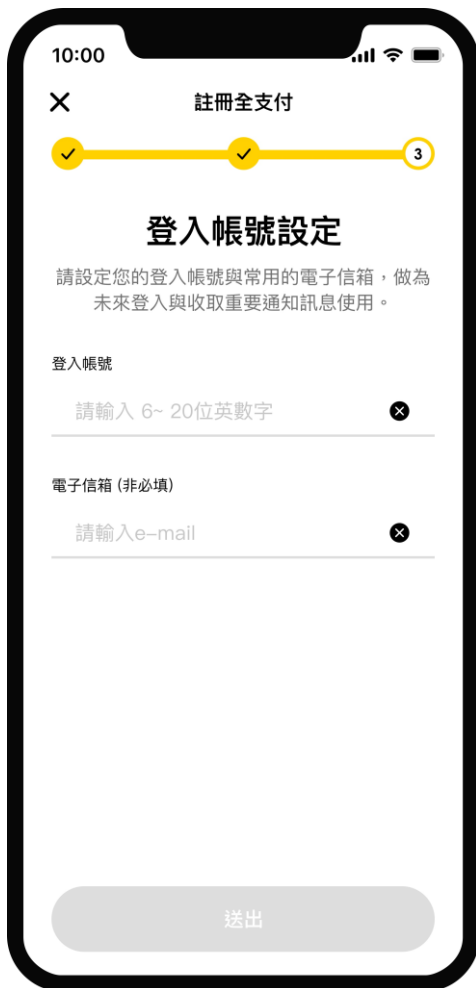 10:00
註冊全支付
3
登入帳號設定
請設定您的登入帳號與常用的電子信箱，做為
未來登入與收取重要通知訊息使用。
登入帳號
請輸入 6~ 20位英數字
電子信箱 (非必填)
請輸入e-mail
送出